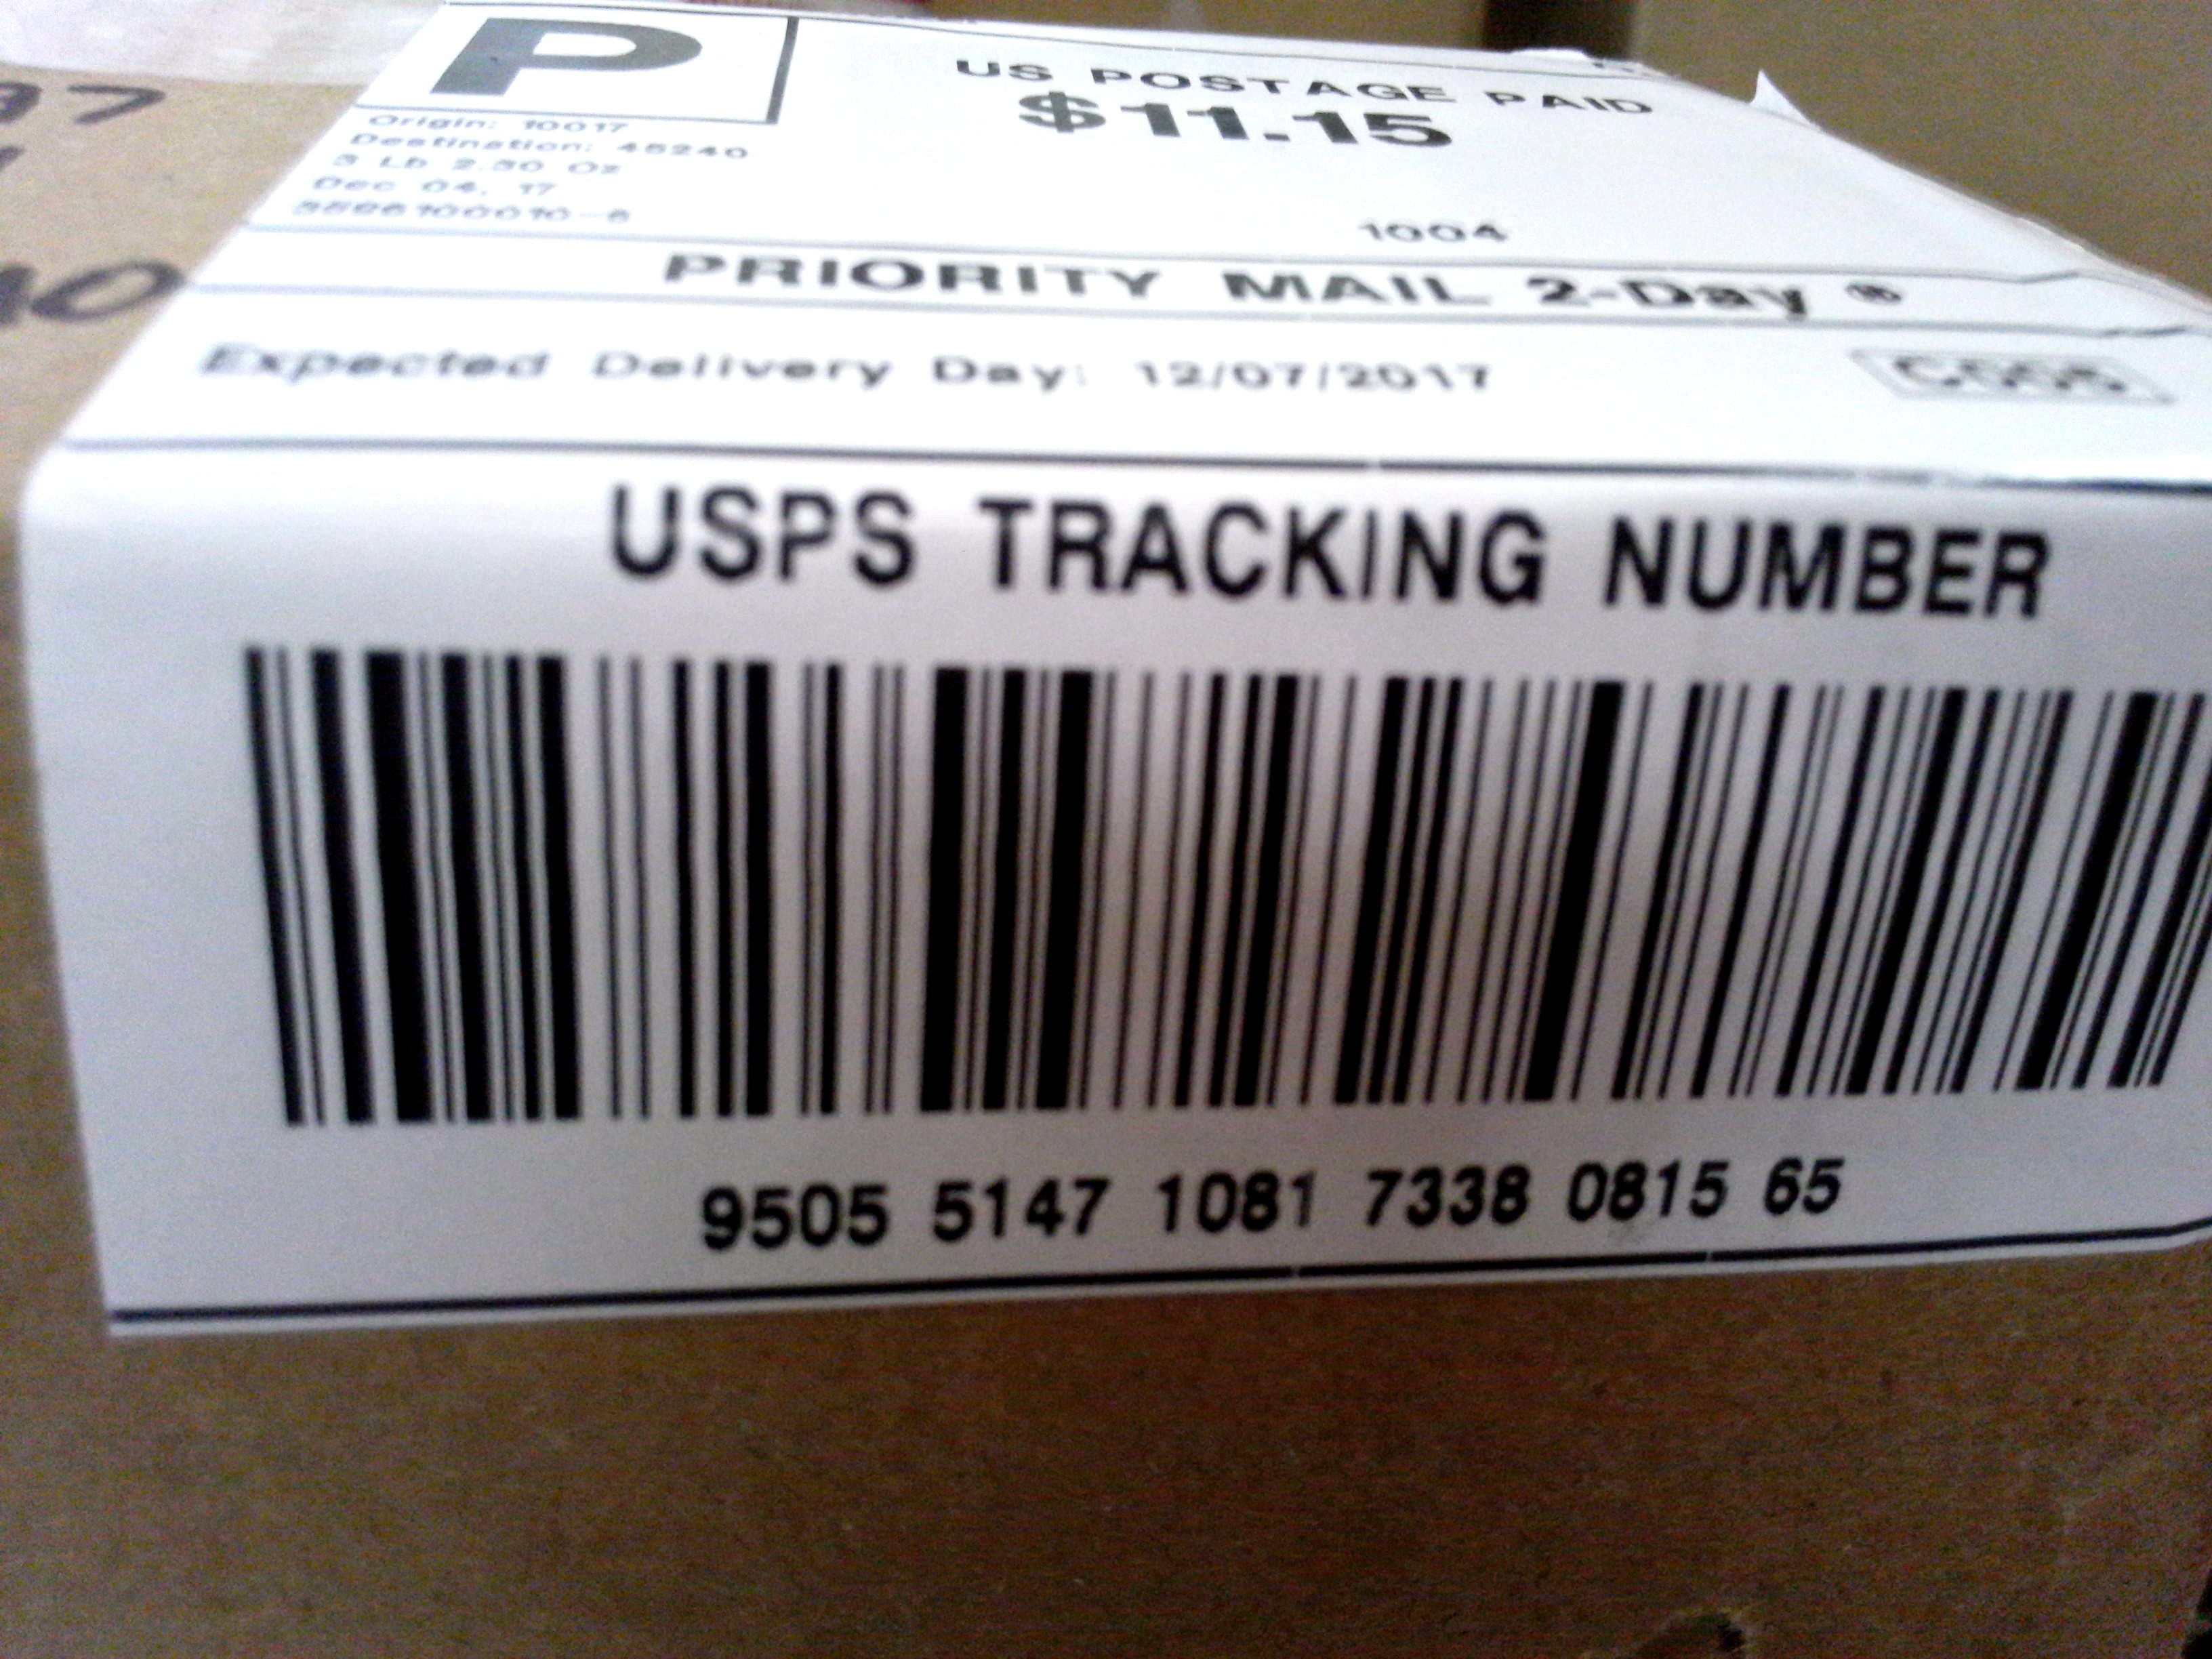 P
US POSTAGE PAID
$11.15
Origin: 10017
Destination: 45240
3 Lb 2.30 Oz
Dec 04, 17
1004
PRIORITY MAIL 2-Day ®
Expected Delivery Day: 12/07/2017
USPS TRACKING NUMBER
9505 5147 1081 7338 0815 65